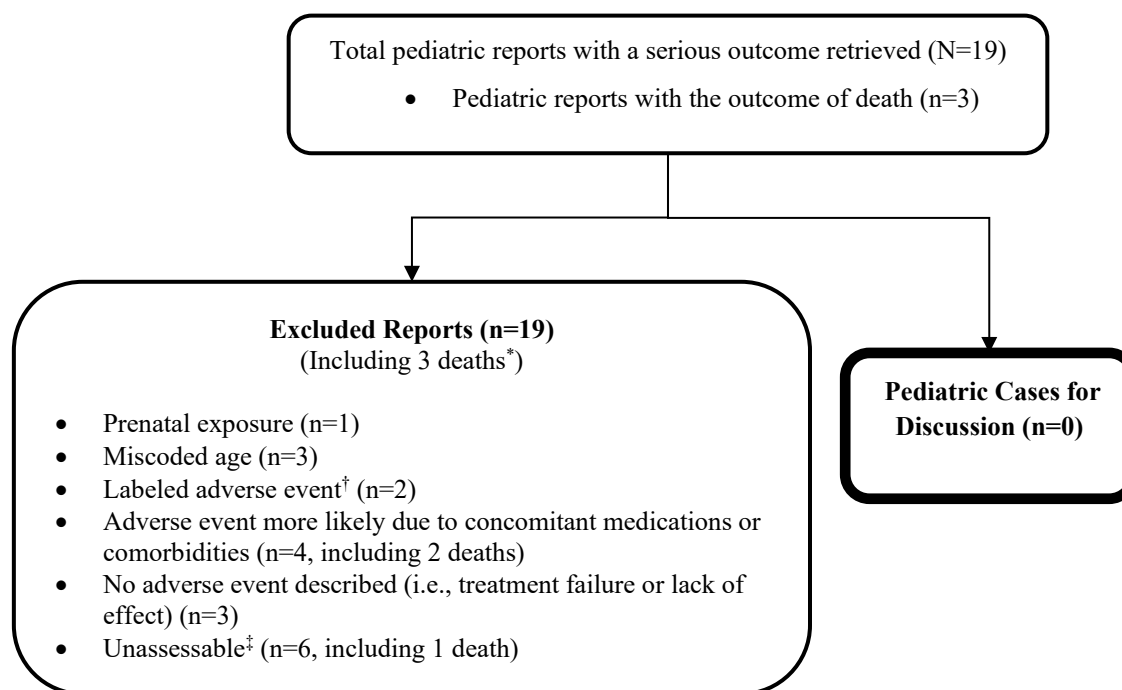 Total pediatric reports with a serious outcome retrieved (N=19)
• Pediatric reports with the outcome of death (n=3)
Excluded Reports (n=19)
(Including 3 deaths*)
• Prenatal exposure (n=1)
• Miscoded age (n=3)
• Labeled adverse event† (n=2)
• Adverse event more likely due to concomitant medications or
comorbidities (n=4, including 2 deaths)
• No adverse event described (i.e., treatment failure or lack of
effect) (n=3)
• Unassessable‡ (n=6, including 1 death)
Pediatric Cases for
Discussion (n=0)